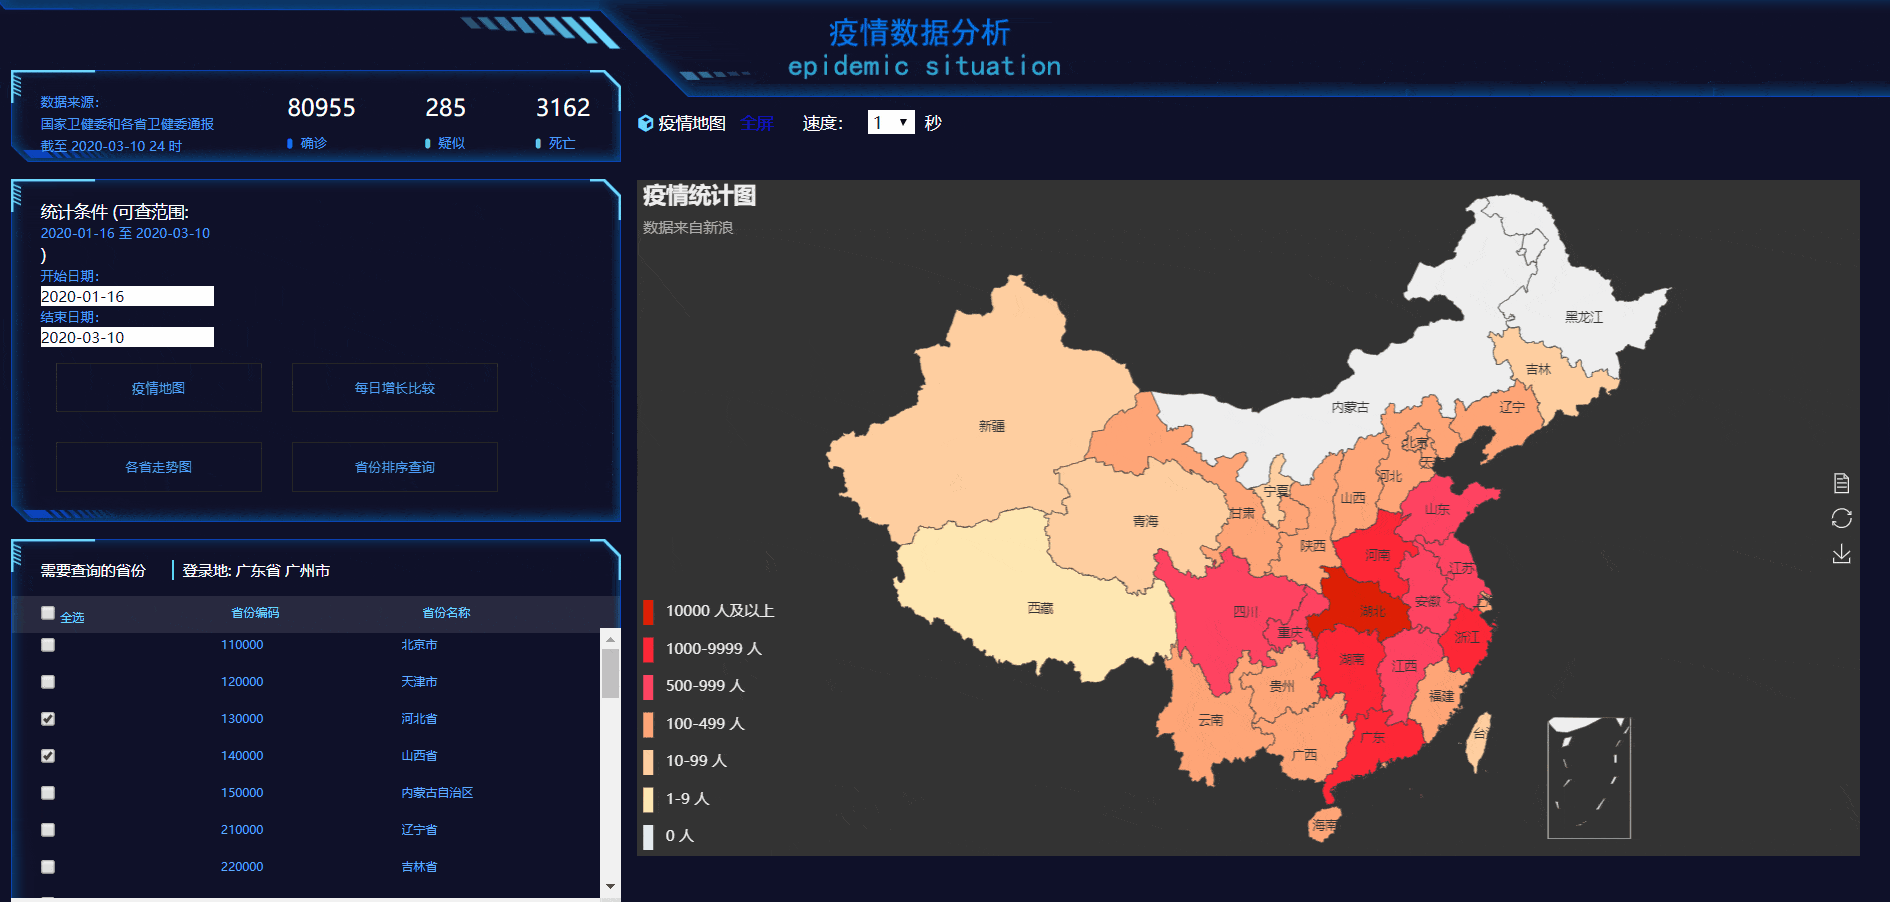 疫情数据分析
epidemic situation
数据来源:
国家卫健委和各省卫健委通报
截至 2020-03-10 24 时
80955
285
3162
确诊
疑似
死亡
疫情地图 全屏 速度: 1 秒
统计条件 (可查范围:
2020-01-16 至 2020-03-10
)
开始日期:
2020-01-16
结束日期:
2020-03-10
疫情地图
每日增长比较
各省走势图
省份排序查询
需要查询的省份
登录地: 广东省 广州市
全选 省份编码 省份名称
110000 北京市
120000 天津市
130000 河北省
140000 山西省
150000 内蒙古自治区
210000 辽宁省
220000 吉林省
疫情统计图
数据来自新浪
黑龙江
吉林
辽宁
内蒙古
新疆
北京
河北
山西
宁夏
山东
甘肃
青海
陕西
河南
江苏
安徽
西藏
四川
湖北
重庆
浙江
湖南
江西
贵州
福建
云南
广东
广西
台
海南
10000 人及以上
1000-9999 人
500-999 人
100-499 人
10-99 人
1-9 人
0 人